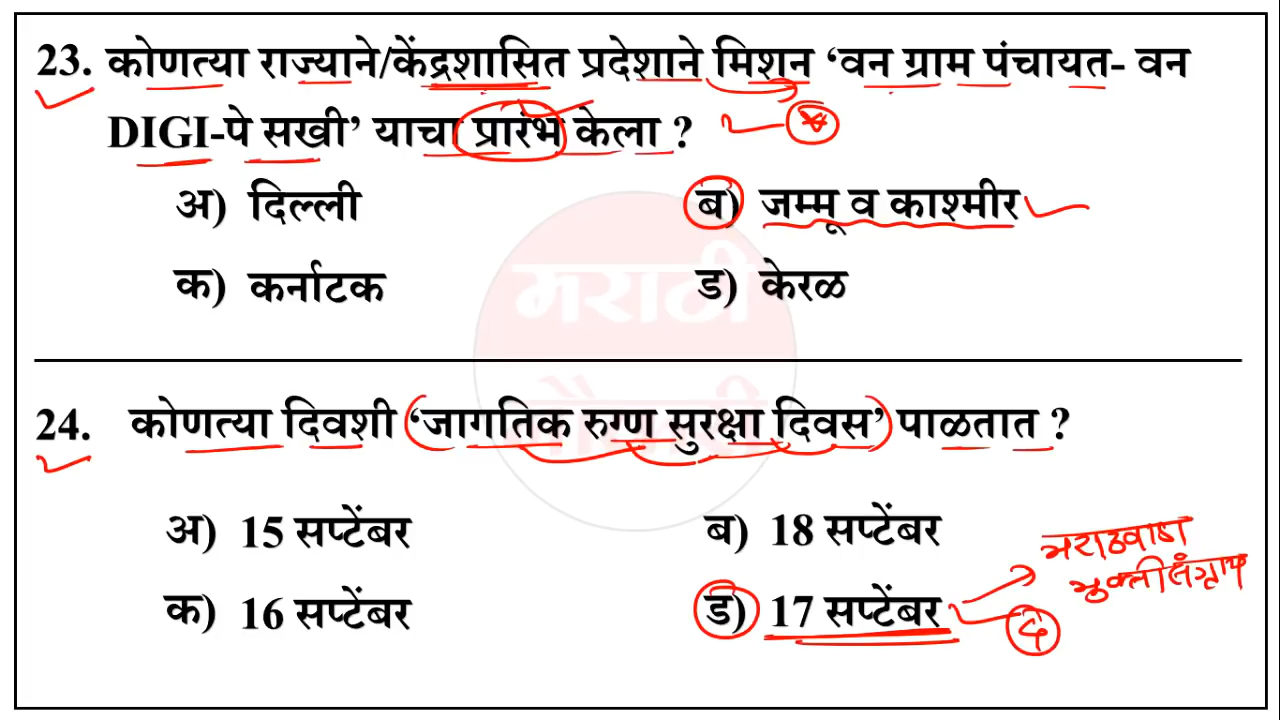 23. कोणत्या राज्याने/केंद्रशासित प्रदेशाने मिशन ‘वन ग्राम पंचायत- वन
DIGI-पे सखी’ याचा प्रारंभ केला ?
अ) दिल्ली
ब) जम्मू व काश्मीर
क) कर्नाटक
ड) केरळ
मराठी
24. कोणत्या दिवशी ‘जागतिक रुग्ण सुरक्षा दिवस’ पाळतात ?
अ) 15 सप्टेंबर
ब) 18 सप्टेंबर
मराठवाडा
मुक्तीसंग्राम
क) 16 सप्टेंबर
ड) 17 सप्टेंबर